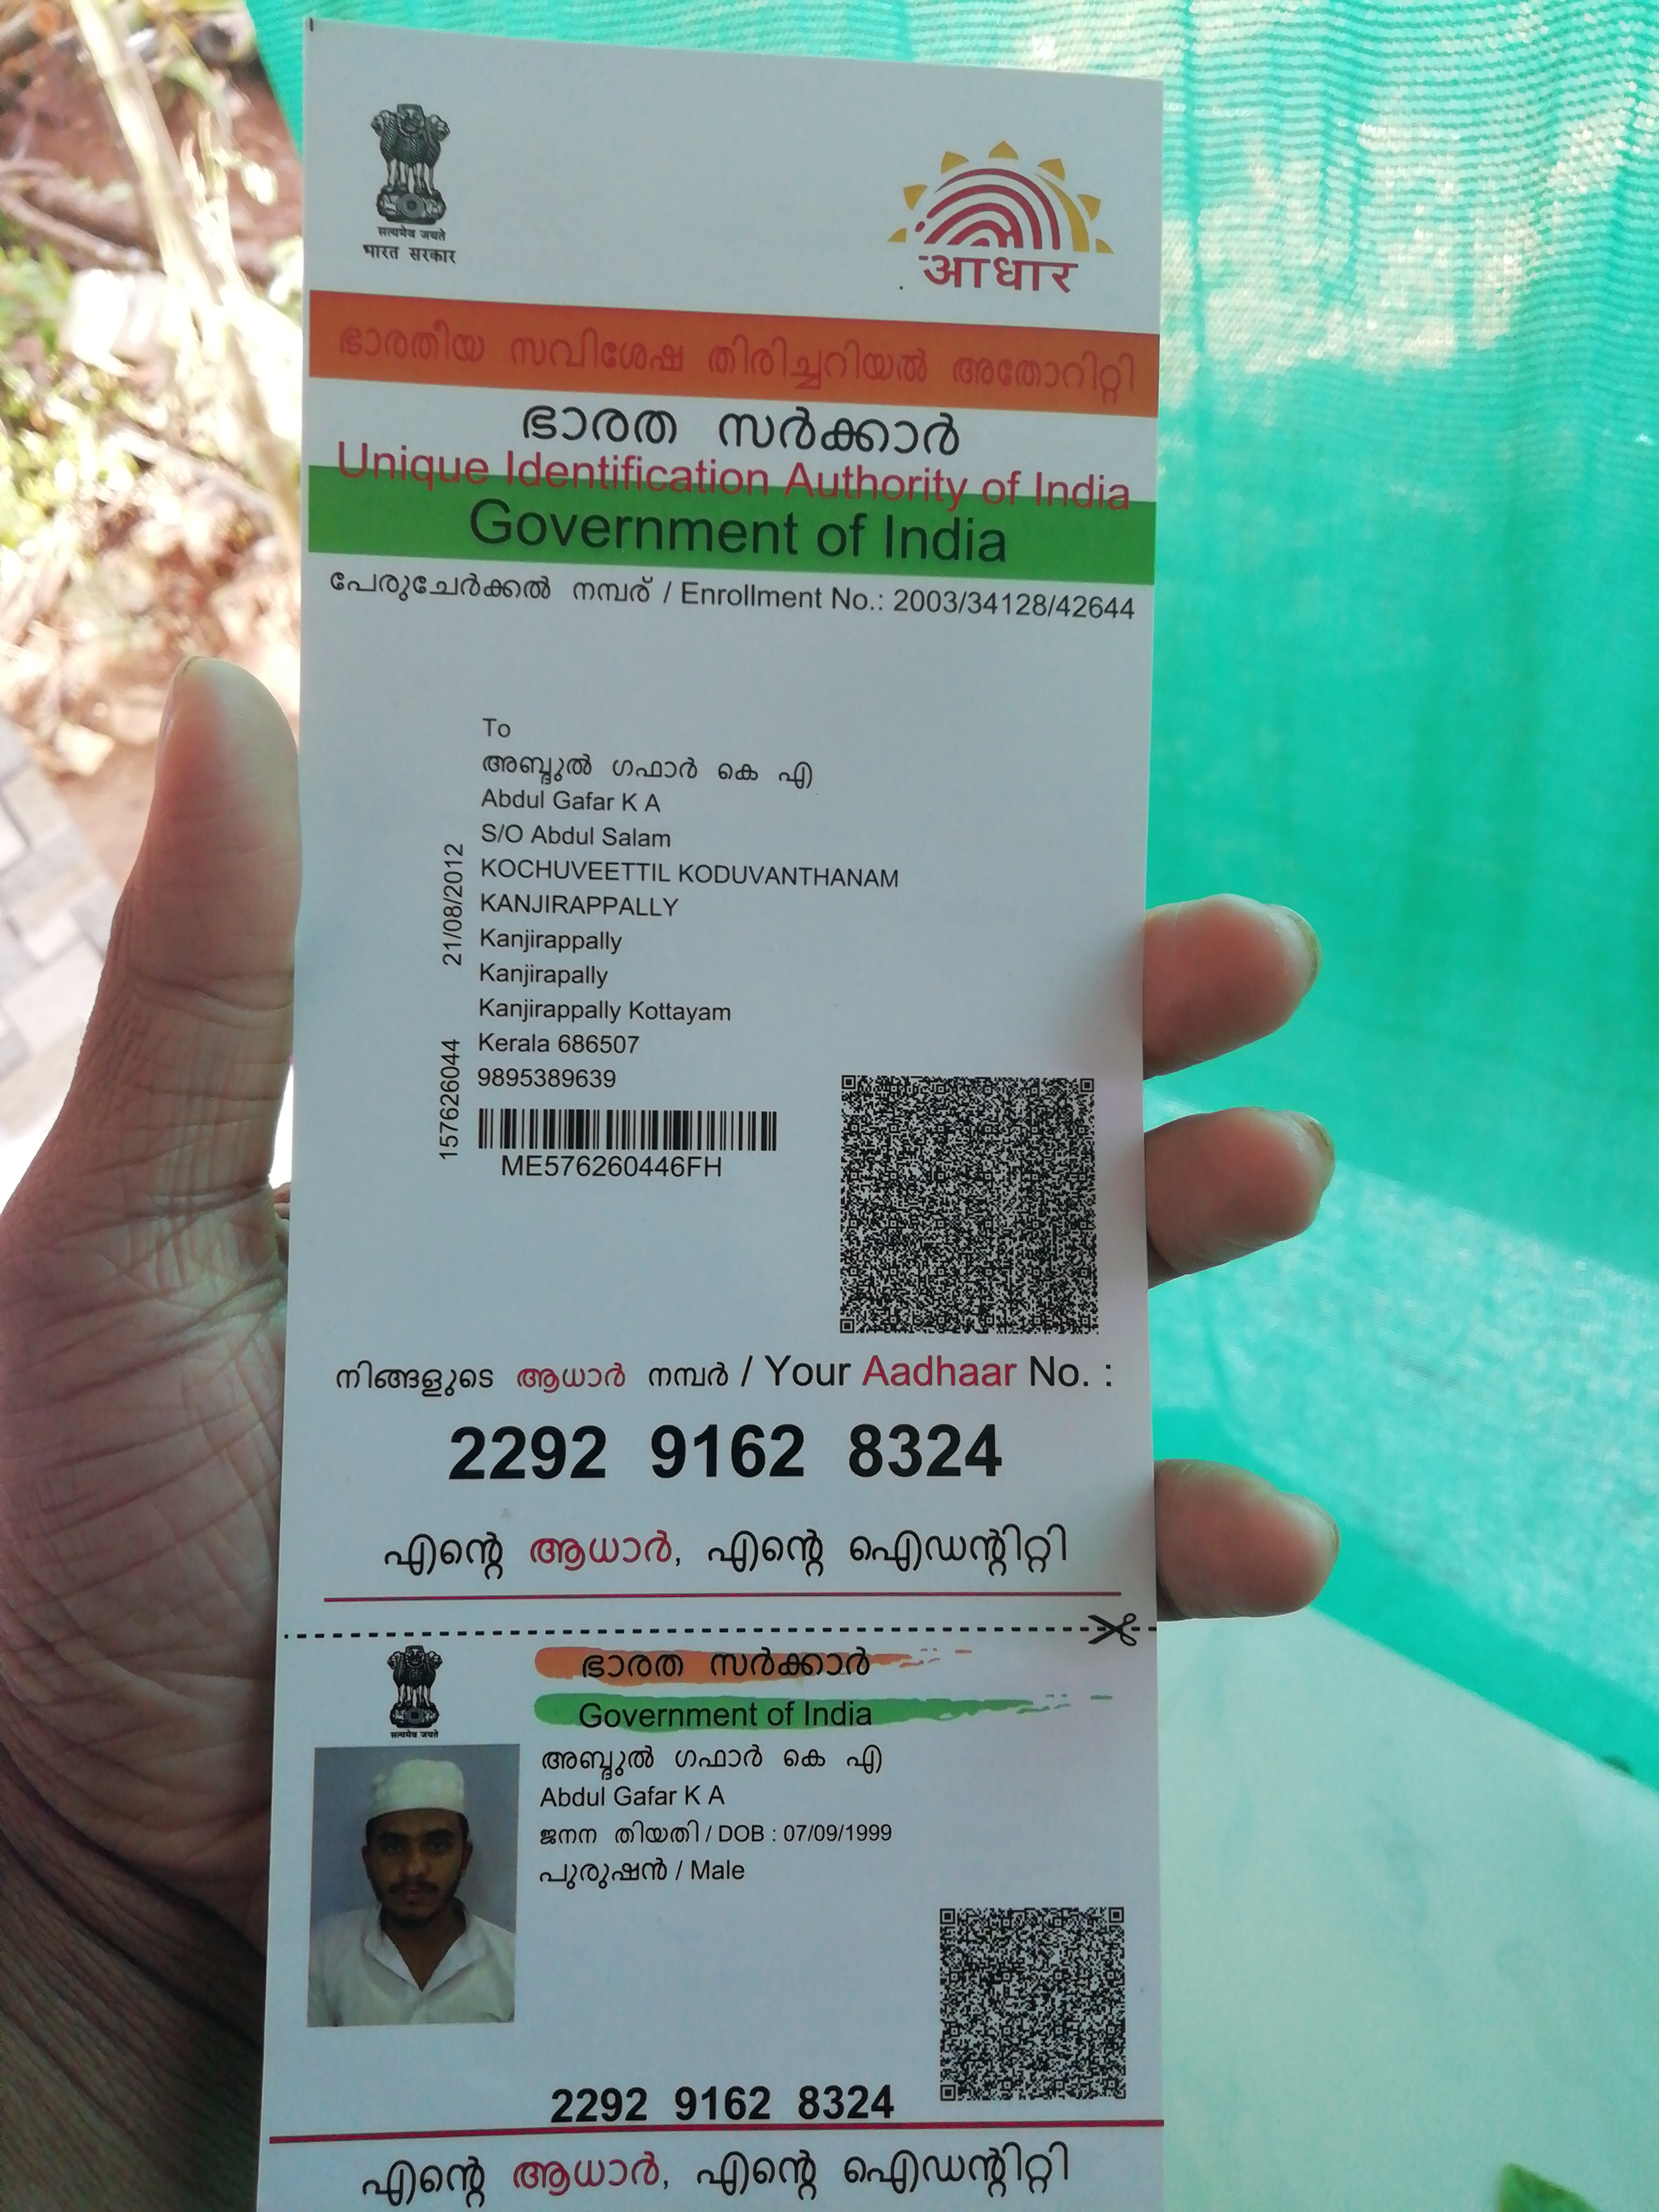 सत्यमेव जयते
भारत सरकार
आधार
ഭാരതീയ സവിശേഷ തിരിച്ചറിയൽ അതോറിറ്റി
ഭാരത സർക്കാർ
Unique Identification Authority of India
Government of India
പേരുചേർക്കൽ നമ്പര് / Enrollment No.: 2003/34128/42644
To
അബ്ദുൽ ഗഫാർ കെ എ
Abdul Gafar K A
S/O Abdul Salam
KOCHUVEETTIL KODUVANTHANAM
KANJIRAPPALLY
Kanjirappally
Kanjirapally
Kanjirappally Kottayam
Kerala 686507
9895389639
21/08/2012
157626044
ME576260446FH
നിങ്ങളുടെ ആധാർ നമ്പർ / Your Aadhaar No. :
2292 9162 8324
എന്റെ ആധാർ, എന്റെ ഐഡന്റിറ്റി
സത്യമേവ जयते
ഭാരത സർക്കാർ
Government of India
അബ്ദുൽ ഗഫാർ കെ എ
Abdul Gafar K A
ജനന തിയതി / DOB : 07/09/1999
പുരുഷൻ / Male
2292 9162 8324
എന്റെ ആധാർ, എന്റെ ഐഡന്റിറ്റി